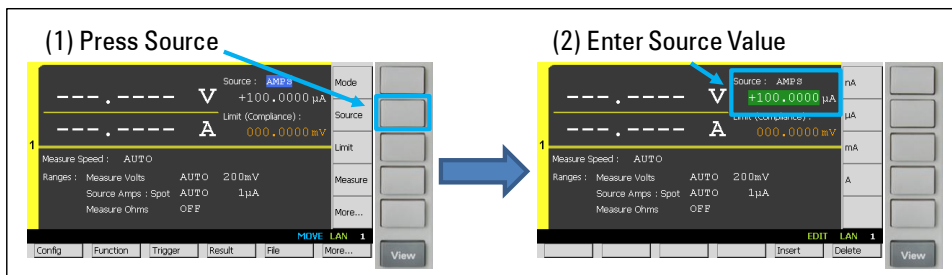 (1) Press Source
(2) Enter Source Value
---.---- V
Source : AMPS
+100.0000 µA
Limit (Compliance) :
---.---- A
000.0000 mV
1
Measure Speed : AUTO
Ranges : Measure Volts AUTO 200mV
Source Amps : Spot AUTO 1µA
Measure Ohms OFF
Mode
Source
Limit
Measure
More...
MOVE LAN 1
Config Function Trigger Result File More...
View
---.---- V
Source : AMPS
+100.0000 µA
Limit (Compliance) :
---.---- A
000.0000 mV
1
Measure Speed : AUTO
Ranges : Measure Volts AUTO 200mV
Source Amps : Spot AUTO 1µA
Measure Ohms OFF
nA
µA
mA
A
EDIT LAN 1
Insert Delete
View